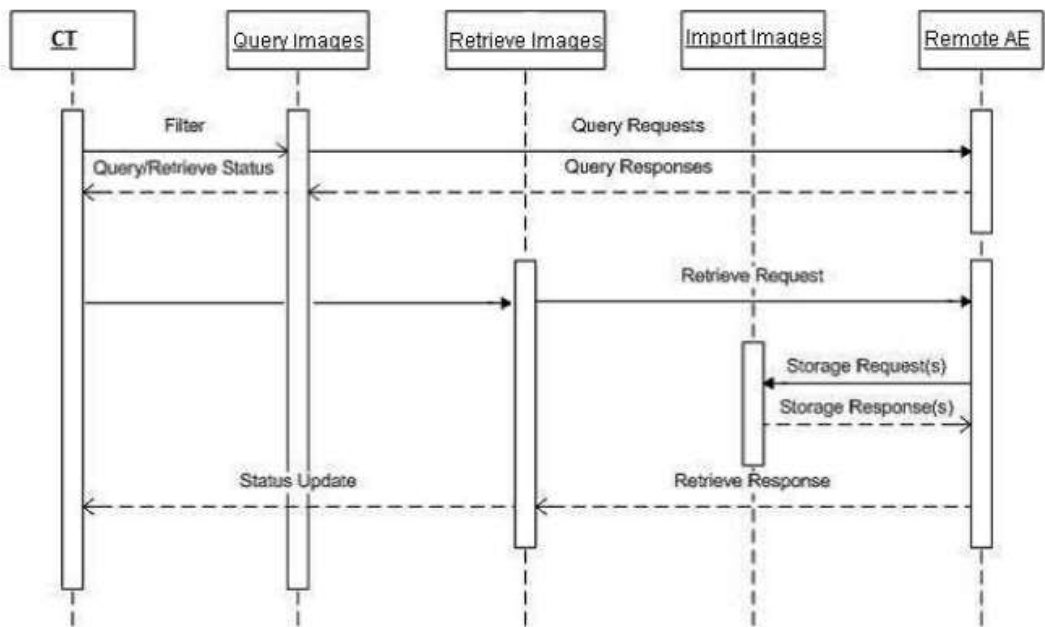 CT
Query Images
Retrieve Images
Import Images
Remote AE
Filter
Query Requests
Query/Retrieve Status
Query Responses
Retrieve Request
Storage Request(s)
Storage Response(s)
Status Update
Retrieve Response